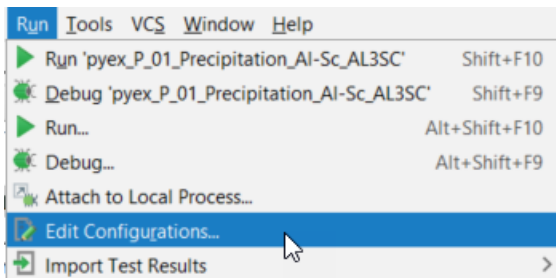 Run Tools VCS Window Help
Run 'pyex_P_01_Precipitation_Al-Sc_AL3SC' Shift+F10
Debug 'pyex_P_01_Precipitation_Al-Sc_AL3SC' Shift+F9
Run... Alt+Shift+F10
Debug... Alt+Shift+F9
Attach to Local Process...
Edit Configurations...
Import Test Results